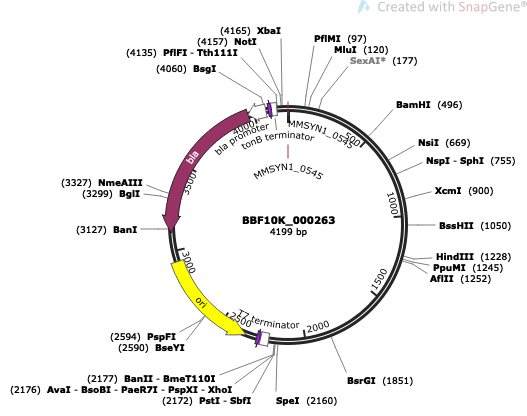 Created with SnapGene®
(4165) XbaI
(4157) NotI
(4135) PflFI - Tth111I
(4060) BsgI
PflMI (97)
MluI (120)
SexAI* (177)
BamHI (496)
NsiI (669)
NspI - SphI (755)
XcmI (900)
BssHII (1050)
HindIII (1228)
PpuMI (1245)
AflII (1252)
BsrGI (1851)
SpeI (2160)
(2172) PstI - SbfI
(2176) AvaI - BsoBI - PaeR7I - PspXI - XhoI
(2177) BanII - BmeT110I
(2590) BseYI
(2594) PspFI
(3127) BanI
(3299) BglI
(3327) NmeAIII
bla
bla promoter
tonB terminator
MMSYN1_0545
MMSYN1_0545
BBF10K_000263
4199 bp
ori
T7 terminator
500
1000
1500
2000
2500
3000
3500
4000